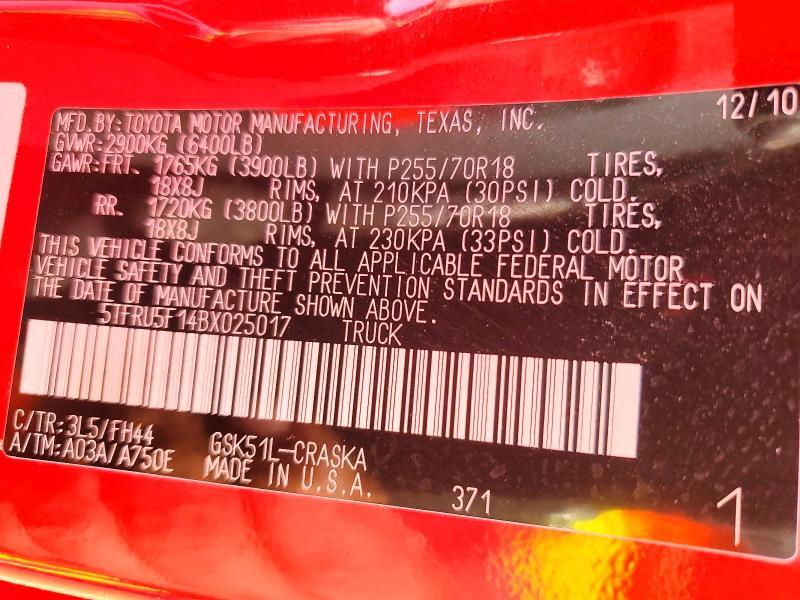 12/10
MFD.BY:TOYOTA MOTOR MANUFACTURING, TEXAS, INC.
GVWR:2900KG (6400LB)
GAWR:FRT. 1765KG (3900LB) WITH P255/70R18 TIRES,
18X8J RIMS, AT 210KPA (30PSI) COLD.
RR. 1720KG (3800LB) WITH P255/70R18 TIRES,
18X8J RIMS, AT 230KPA (33PSI) COLD.
THIS VEHICLE CONFORMS TO ALL APPLICABLE FEDERAL MOTOR
VEHICLE SAFETY AND THEFT PREVENTION STANDARDS IN EFFECT ON
THE DATE OF MANUFACTURE SHOWN ABOVE.
5TFRU5F14BX025017 TRUCK
C/TR:3L5/FH44
A/TM:A03A/A750E
GSK51L-CRASKA
MADE IN U.S.A.
371
1